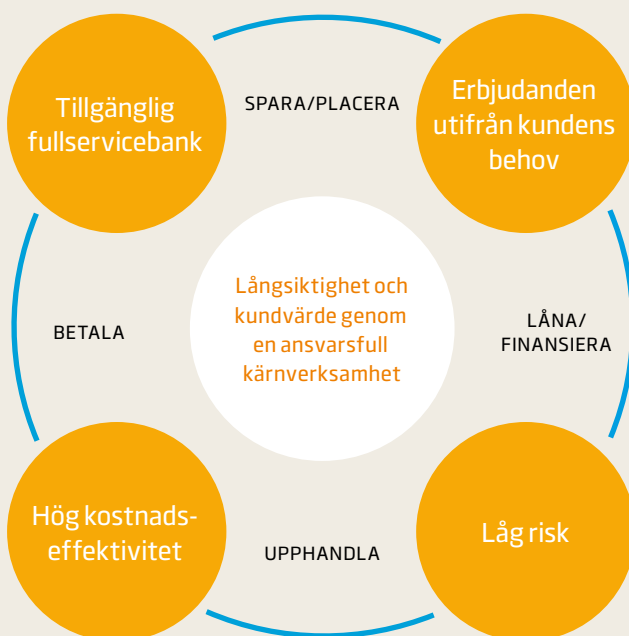 Tillgänglig
fullservicebank
SPARA/PLACERA
Erbjudanden
utifrån kundens
behov
BETALA
Långsiktighet och
kundvärde genom
en ansvarsfull
kärnverksamhet
LÅNA/
FINANSIERA
Hög kostnads-
effektivitet
UPPHANDLA
Låg risk